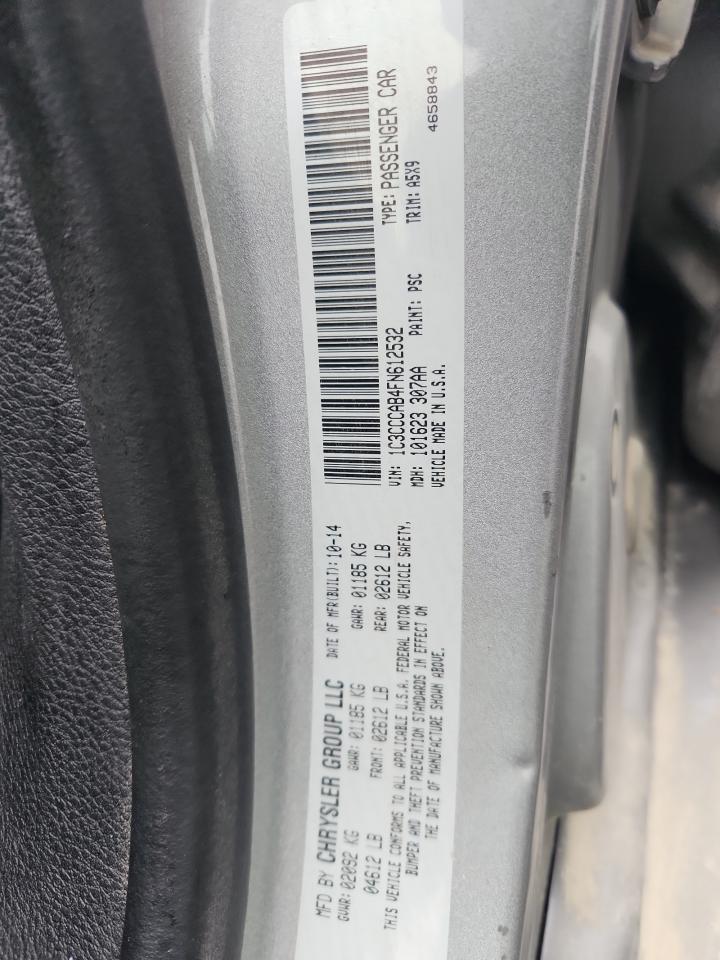 MFD BY CHRYSLER GROUP LLC DATE OF MFR(BUILT): 10-14
GVWR: 02092 KG GAWR: 01185 KG GAWR: 01185 KG
04612 LB FRONT: 02612 LB REAR: 02612 LB
THIS VEHICLE CONFORMS TO ALL APPLICABLE U.S.A. FEDERAL MOTOR VEHICLE SAFETY,
BUMPER AND THEFT PREVENTION STANDARDS IN EFFECT ON
THE DATE OF MANUFACTURE SHOWN ABOVE.
VIN: 1C3CCCAB4FN612532 TYPE: PASSENGER CAR
MDH: 101623 307AA PAINT: PSC TRIM: A5X9
VEHICLE MADE IN U.S.A.
4658843